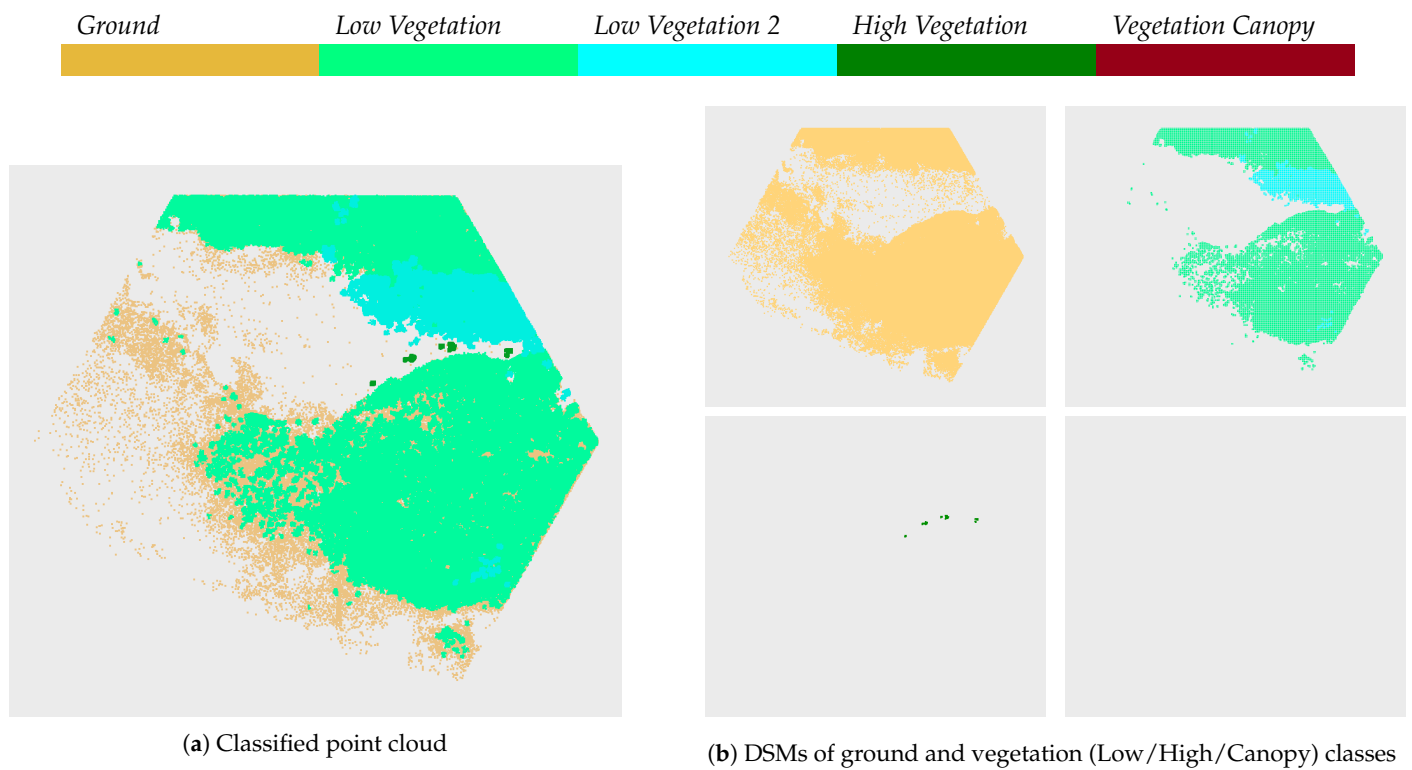 Ground Low Vegetation Low Vegetation 2 High Vegetation Vegetation Canopy
(a) Classified point cloud
(b) DSMs of ground and vegetation (Low/High/Canopy) classes